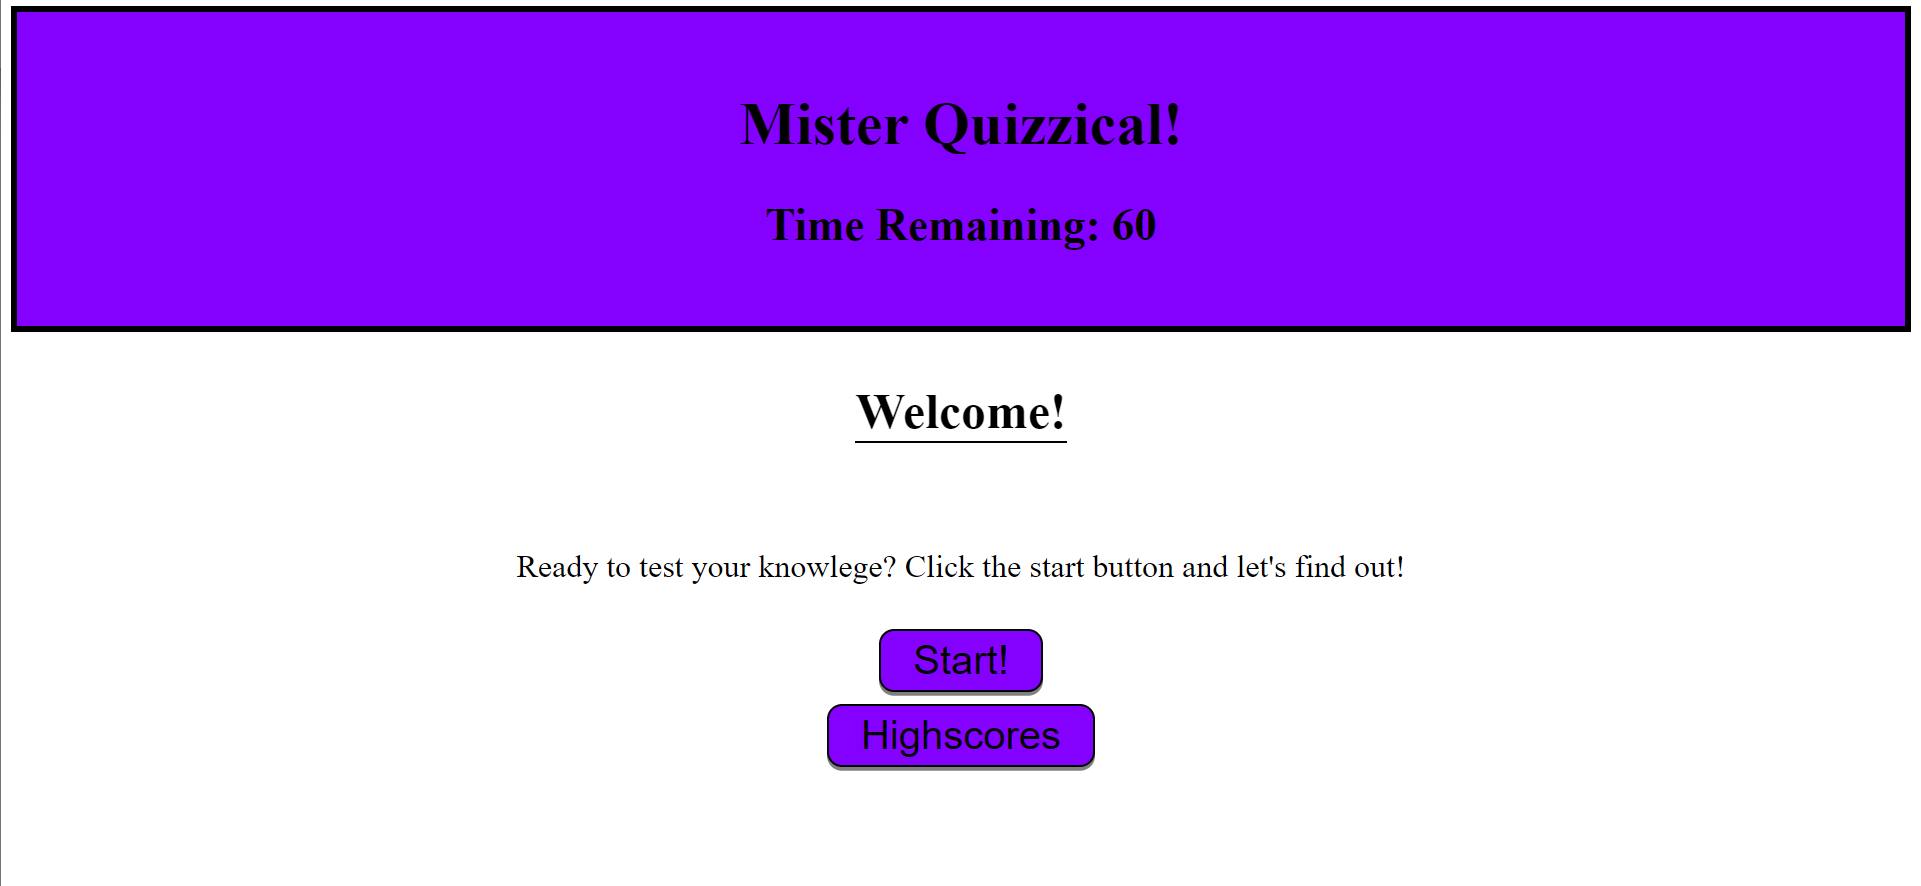 Mister Quizzical!
Time Remaining: 60
Welcome!
Ready to test your knowlege? Click the start button and let's find out!
Start!
Highscores